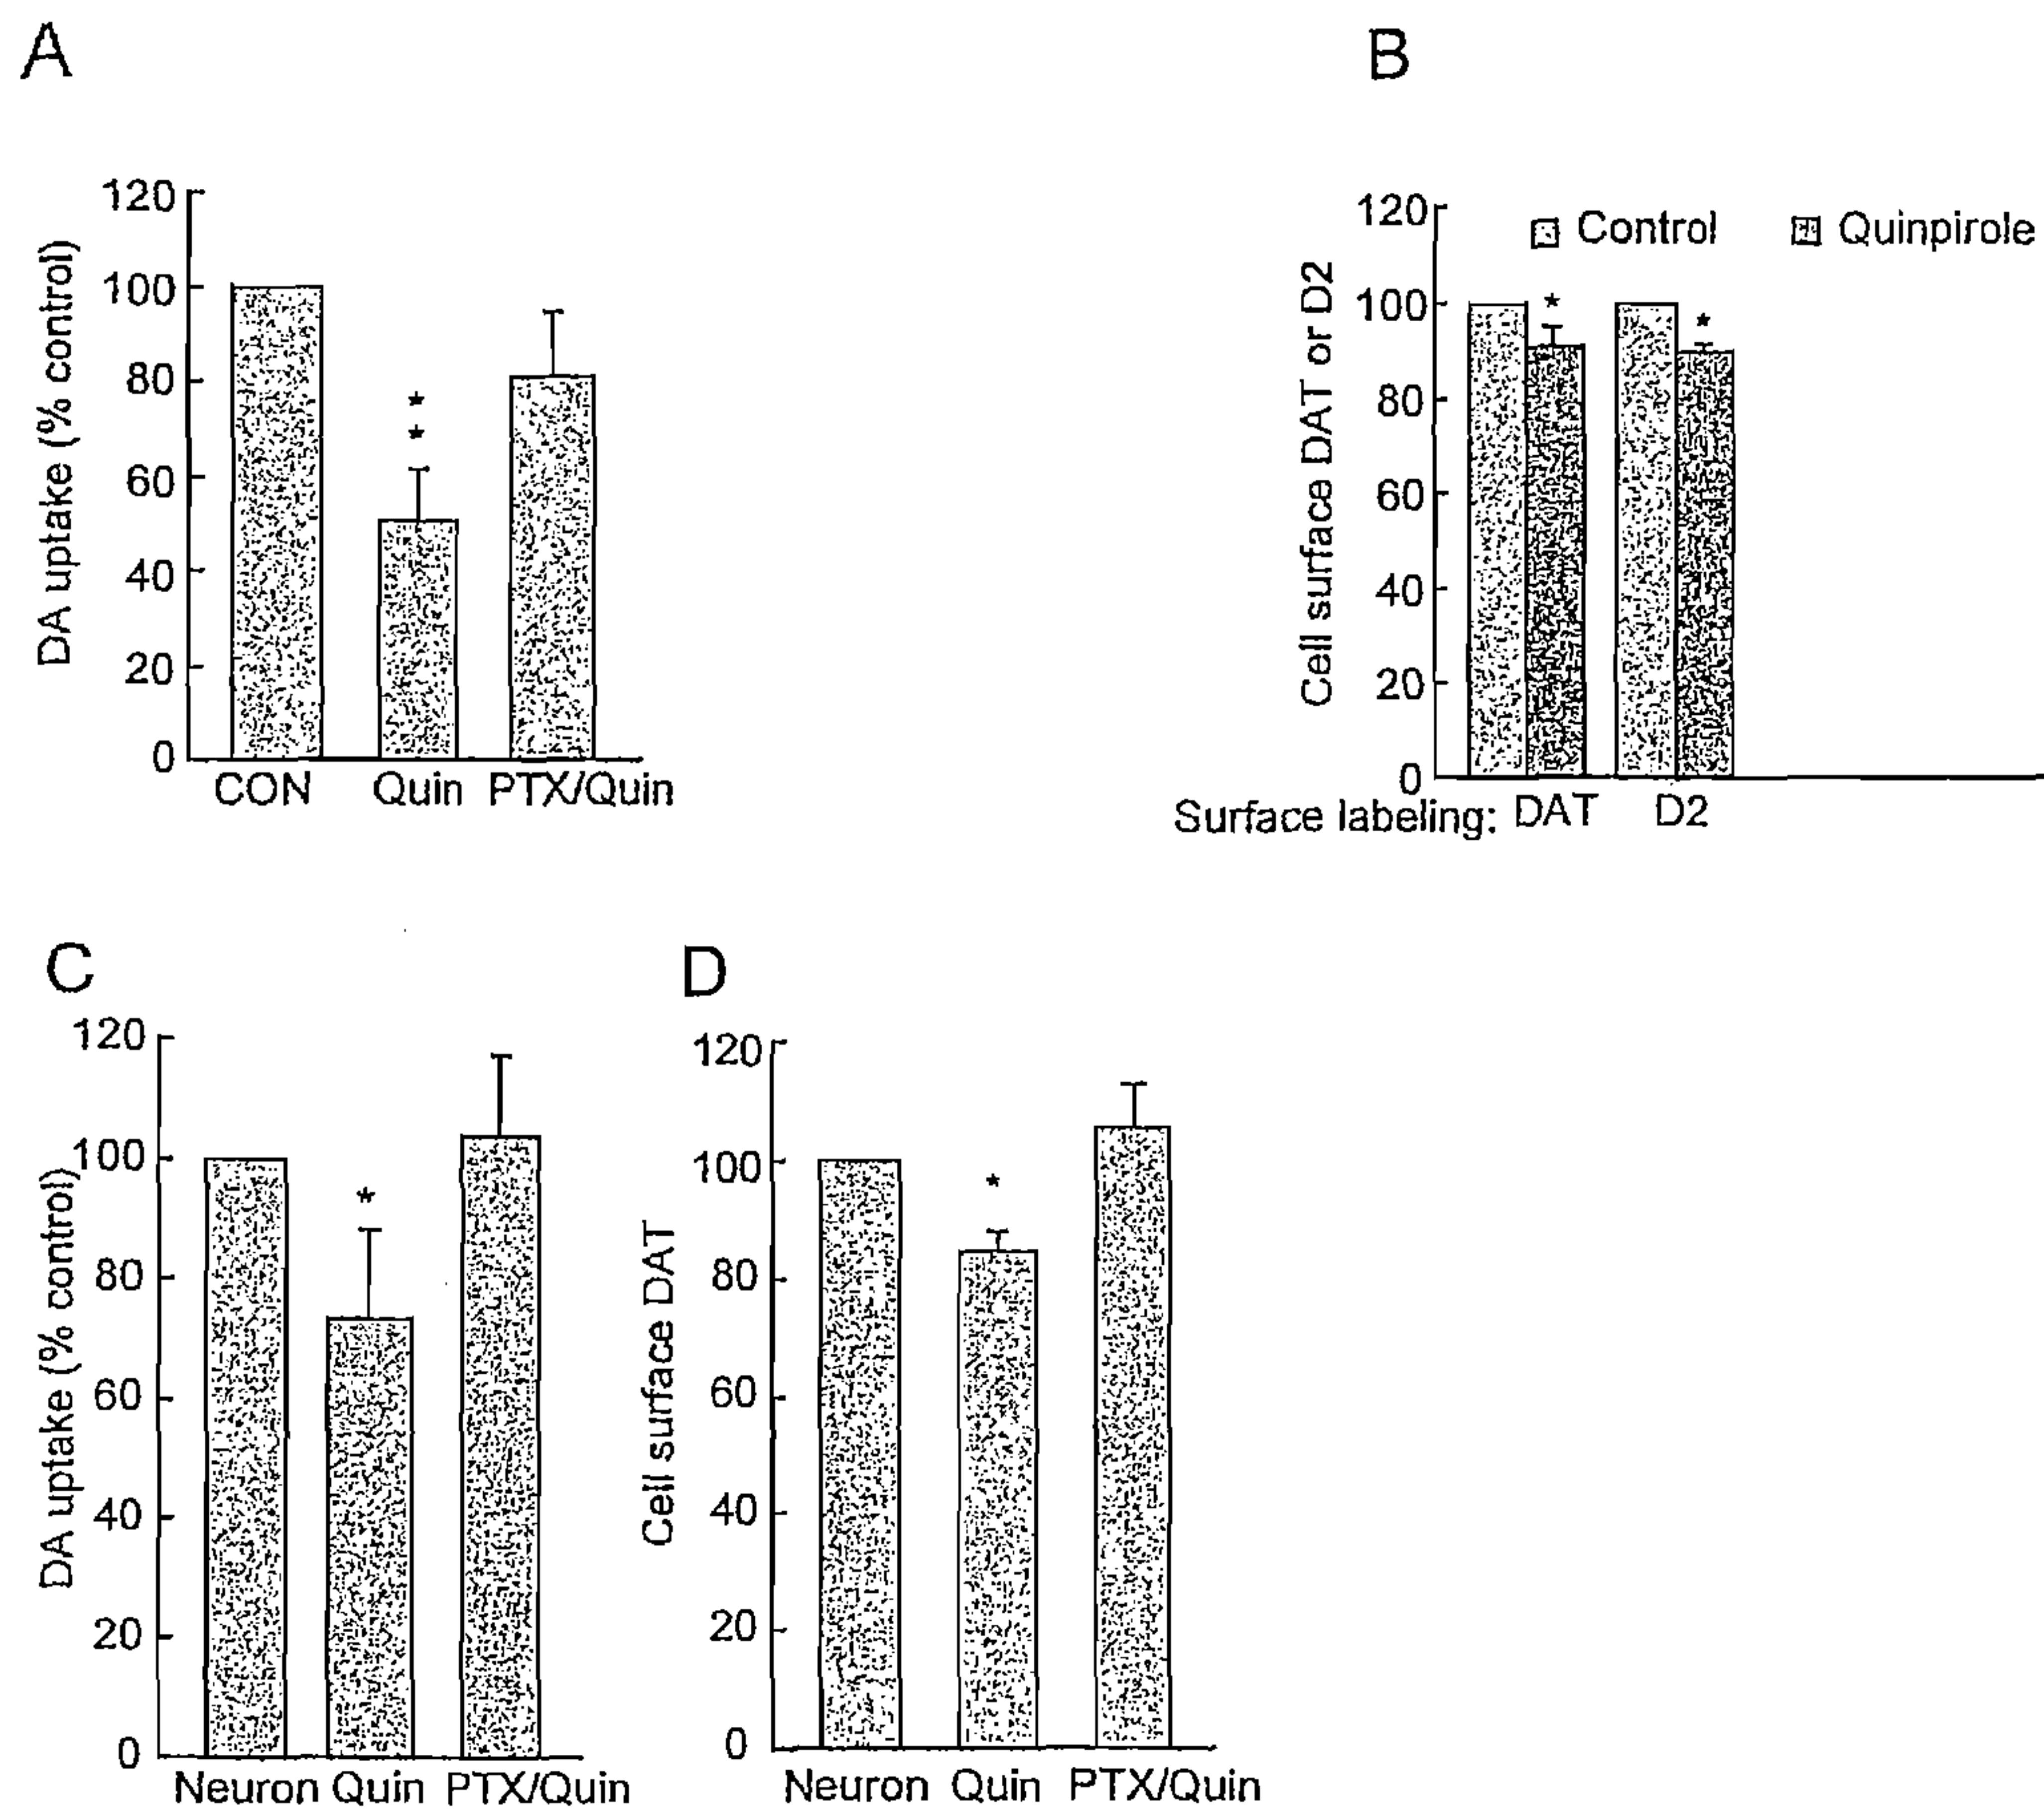 A
120
100
80
60
40
20
0
DA uptake (% control)
*
*
CON Quin PTX/Quin
B
120
100
80
60
40
20
0
Cell surface DAT or D2
Control Quinpirole
*
*
Surface labeling: DAT D2
C
120
100
80
60
40
20
0
DA uptake (% control)
*
Neuron Quin PTX/Quin
D
120
100
80
60
40
20
0
Cell surface DAT
*
Neuron Quin PTX/Quin